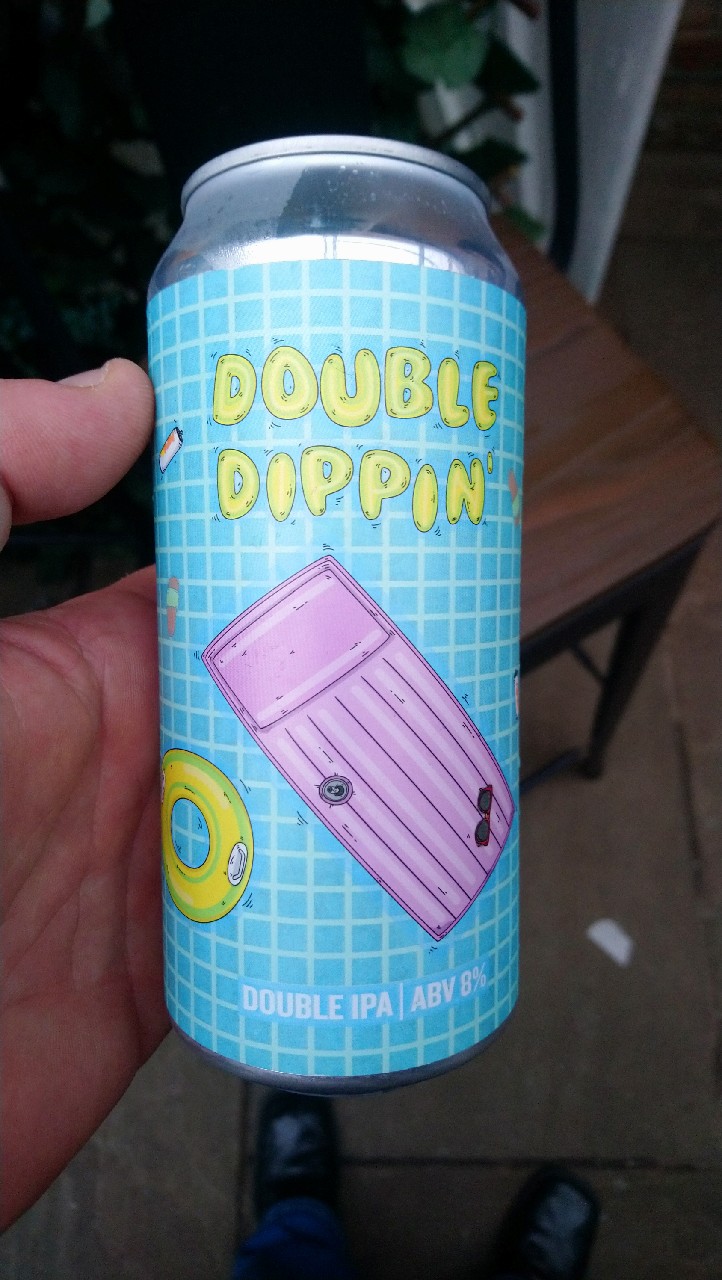 DOUBLE
DIPPIN'
DOUBLE IPA | ABV 8%